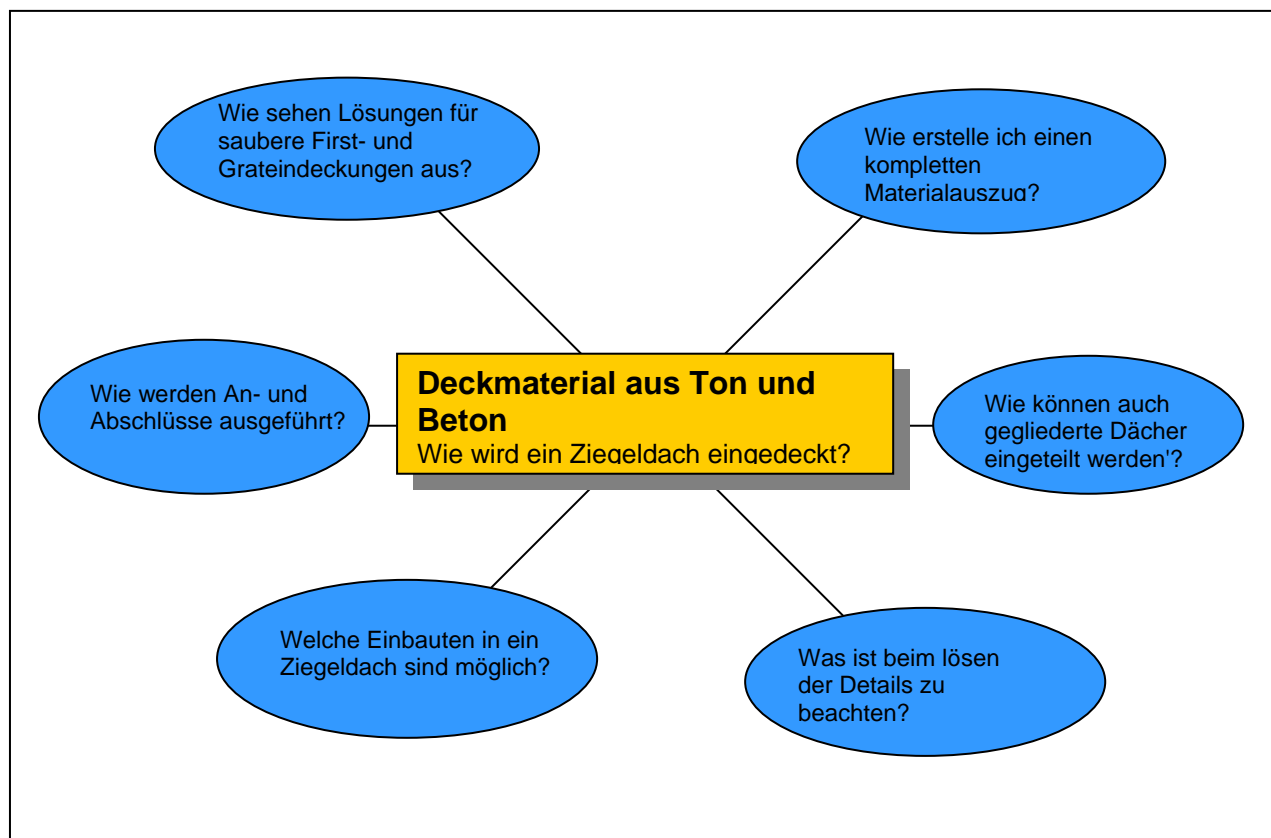 Wie sehen Lösungen für
saubere First- und
Grateindeckungen aus?
Wie erstelle ich einen
kompletten
Materialauszug?
Wie werden An- und
Abschlüsse ausgeführt?
Deckmaterial aus Ton und
Beton
Wie wird ein Ziegeldach eingedeckt?
Wie können auch
gegliederte Dächer
eingeteilt werden'?
Welche Einbauten in ein
Ziegeldach sind möglich?
Was ist beim lösen
der Details zu
beachten?